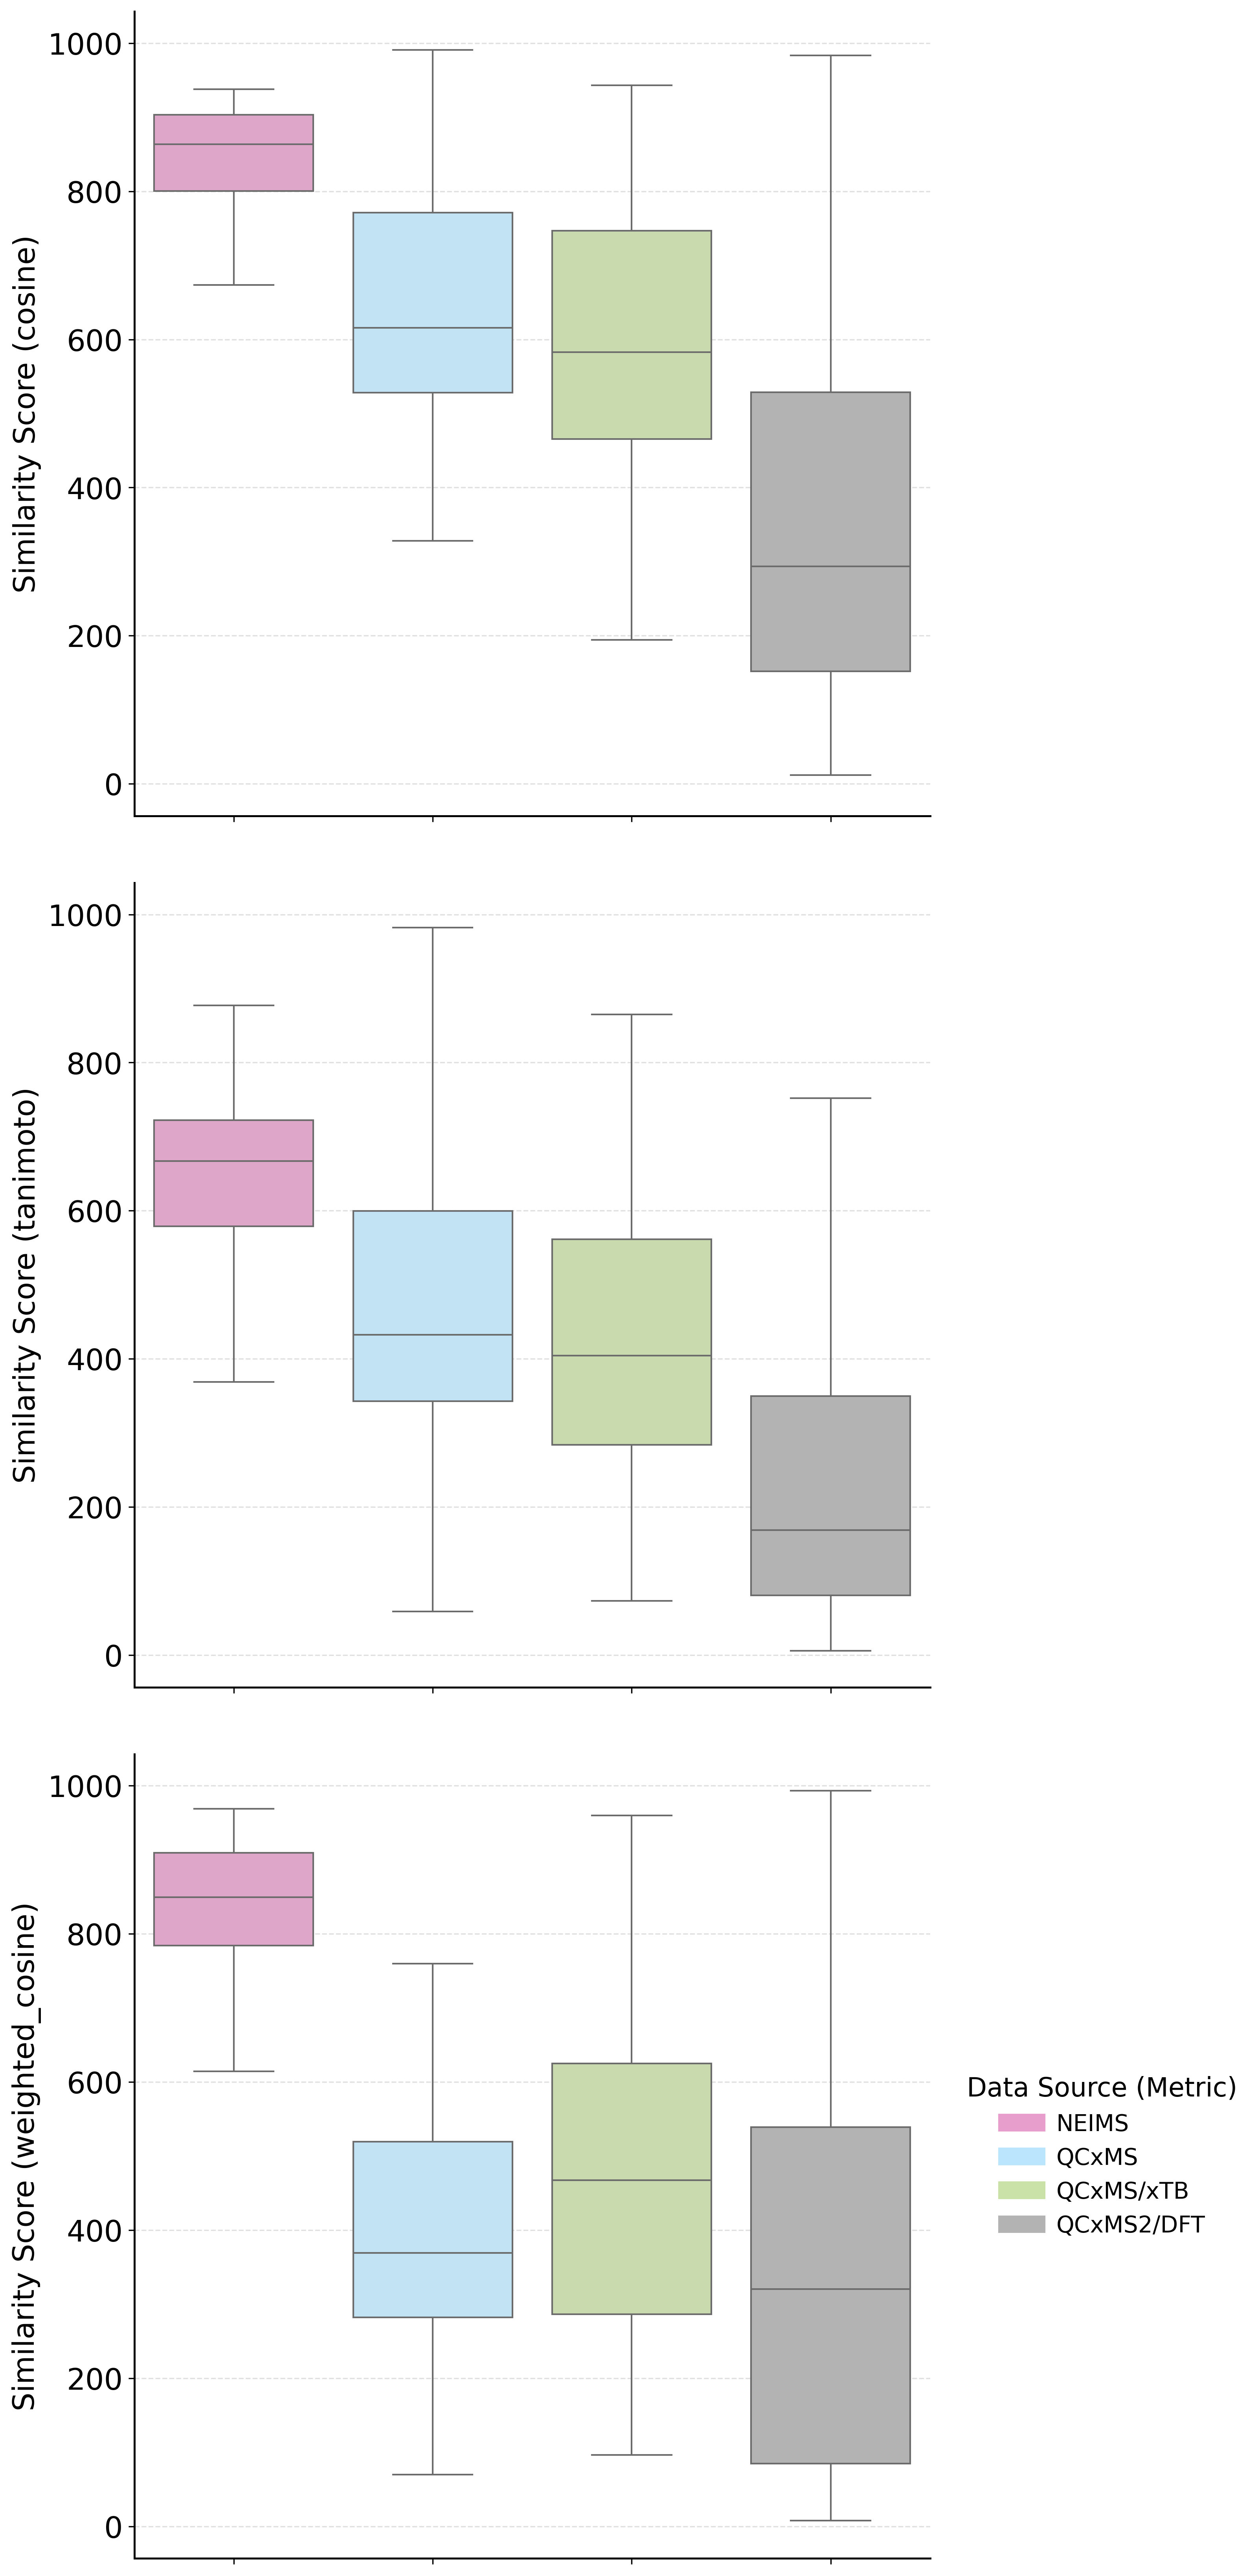 1000
800
600
400
200
0
Similarity Score (cosine)
1000
800
600
400
200
0
Similarity Score (tanimoto)
1000
800
600
400
200
0
Similarity Score (weighted_cosine)
Data Source (Metric)
NEIMS
QCxMS
QCxMS/xTB
QCxMS2/DFT